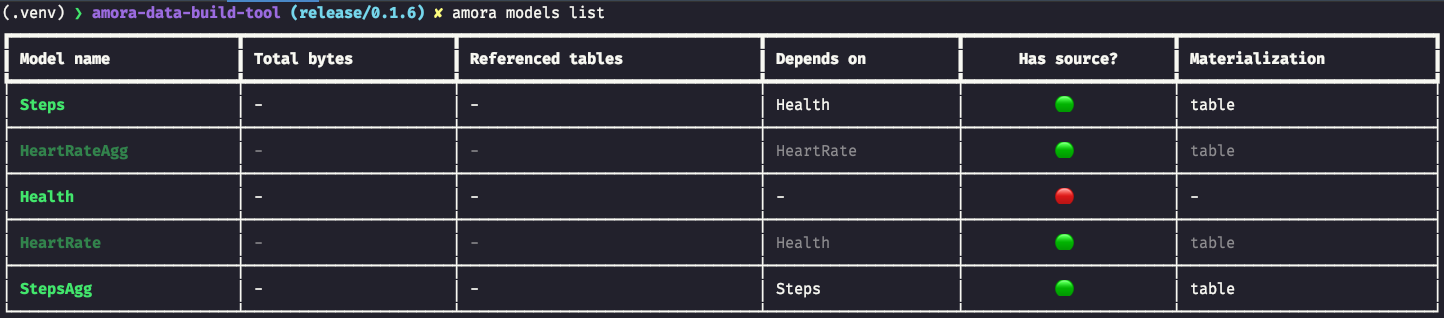 (.venv) ❯ amora-data-build-tool (release/0.1.6) ✘ amora models list
Model name Total bytes Referenced tables Depends on Has source? Materialization
Steps - - Health 🟢 table
HeartRateAgg - - HeartRate 🟢 table
Health - - - 🔴 -
HeartRate - - Health 🟢 table
StepsAgg - - Steps 🟢 table